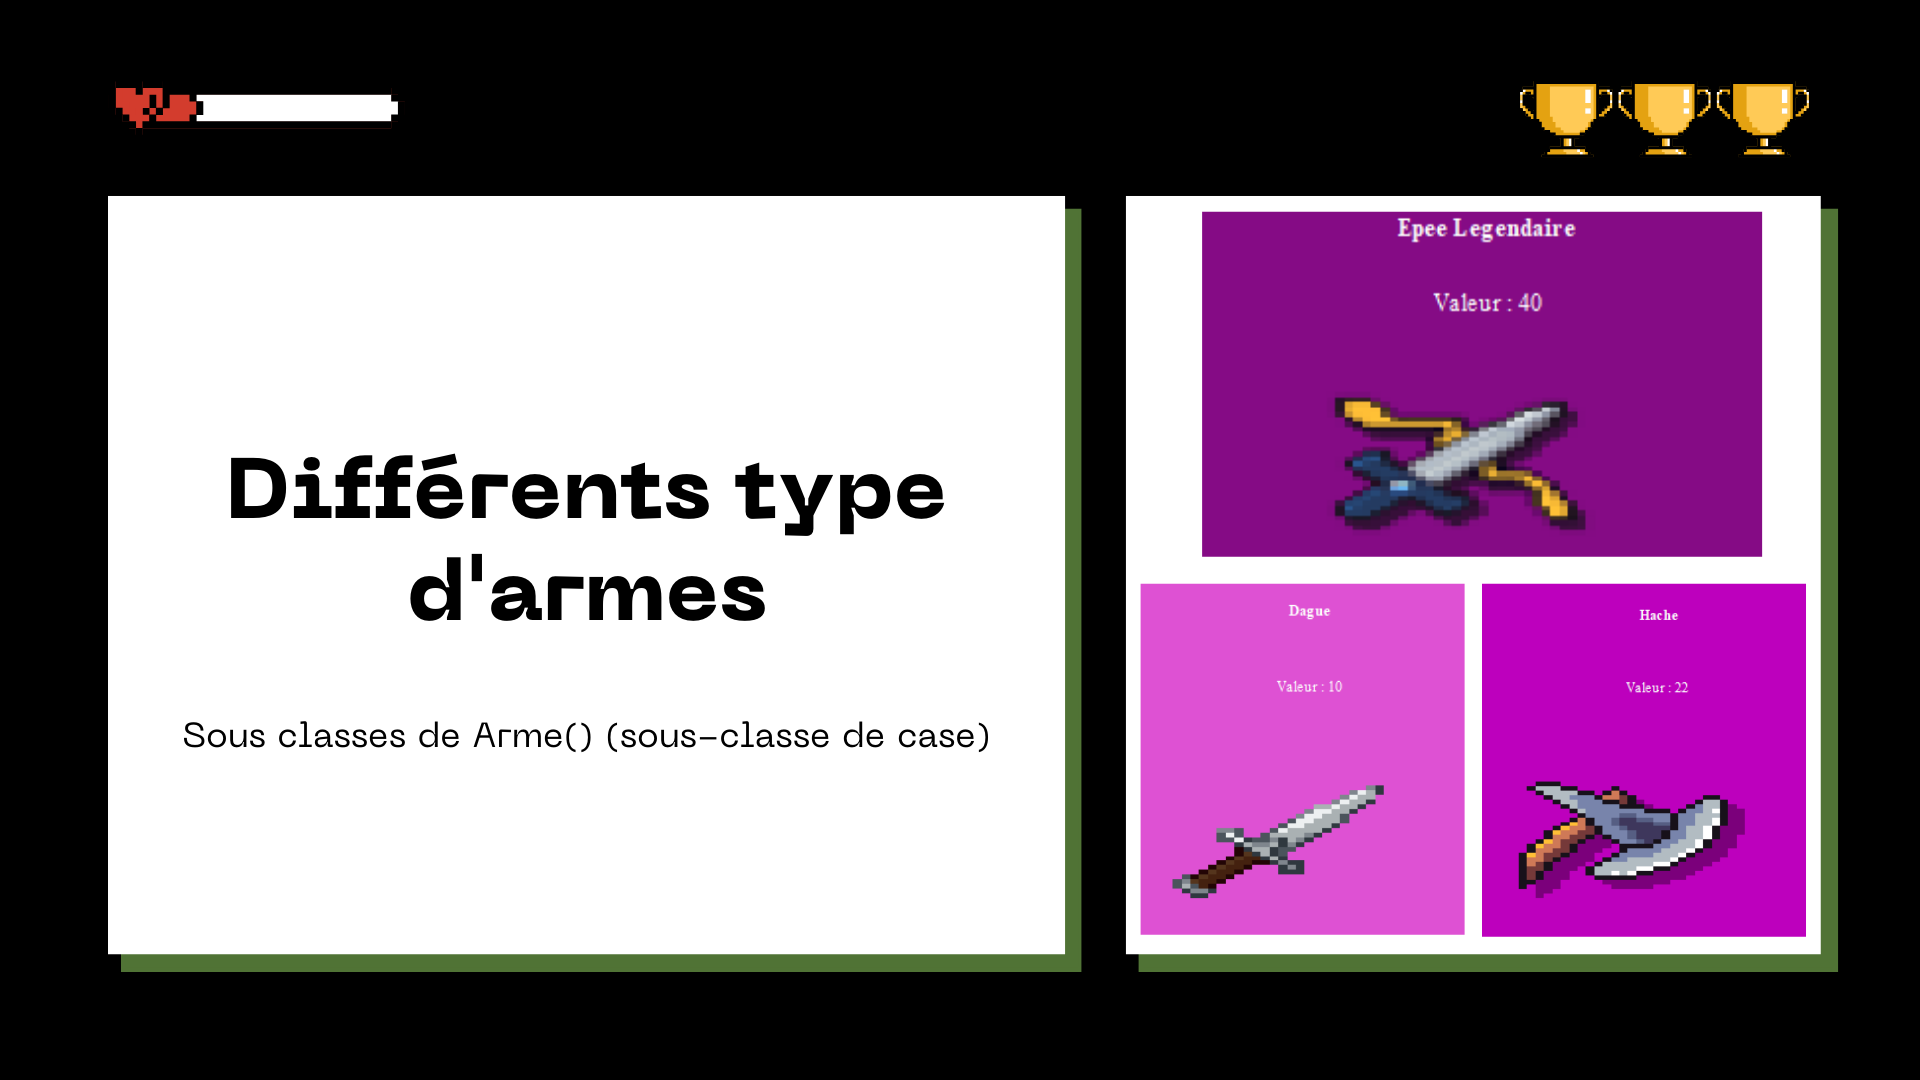 Différents type
d'armes
Sous classes de Arme() (sous-classe de case)
Epee Legendaire
Valeur : 40
Dague
Valeur : 10
Hache
Valeur : 22